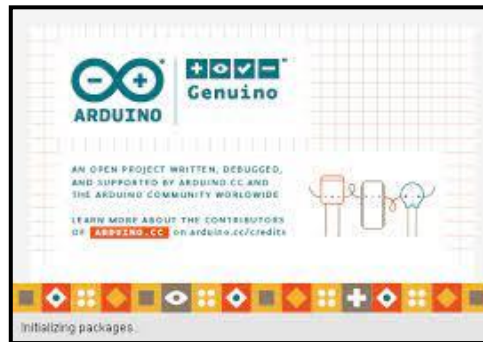 ARDUINO
Genuino
AN OPEN PROJECT WRITTEN, DEBUGGED,
AND SUPPORTED BY ARDUINO.CC AND
THE ARDUINO COMMUNITY WORLDWIDE
LEARN MORE ABOUT THE CONTRIBUTORS
OF ARDUINO.CC on arduino.cc/credits
Initializing packages...